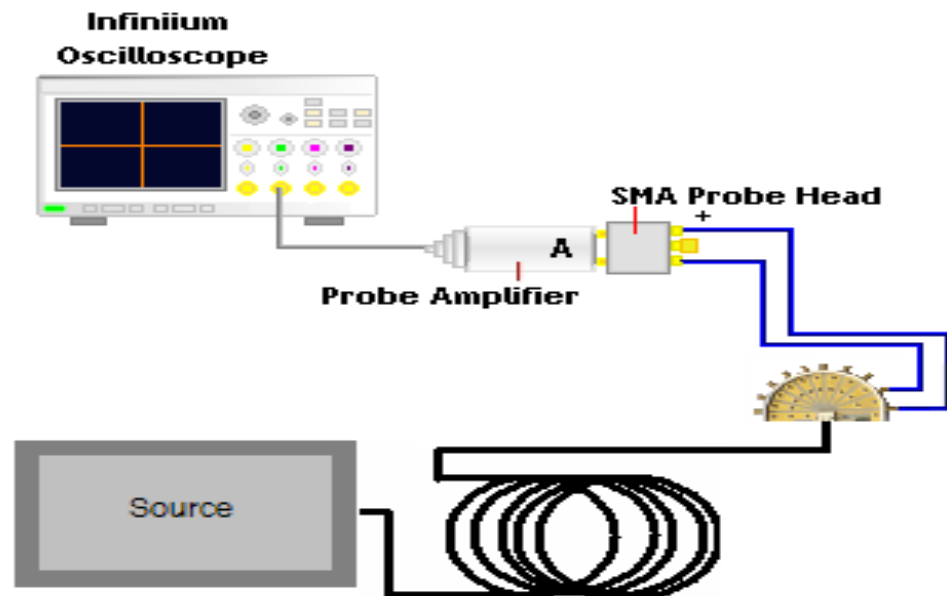 Infiniium
Oscilloscope
SMA Probe Head
+
A
Probe Amplifier
Source